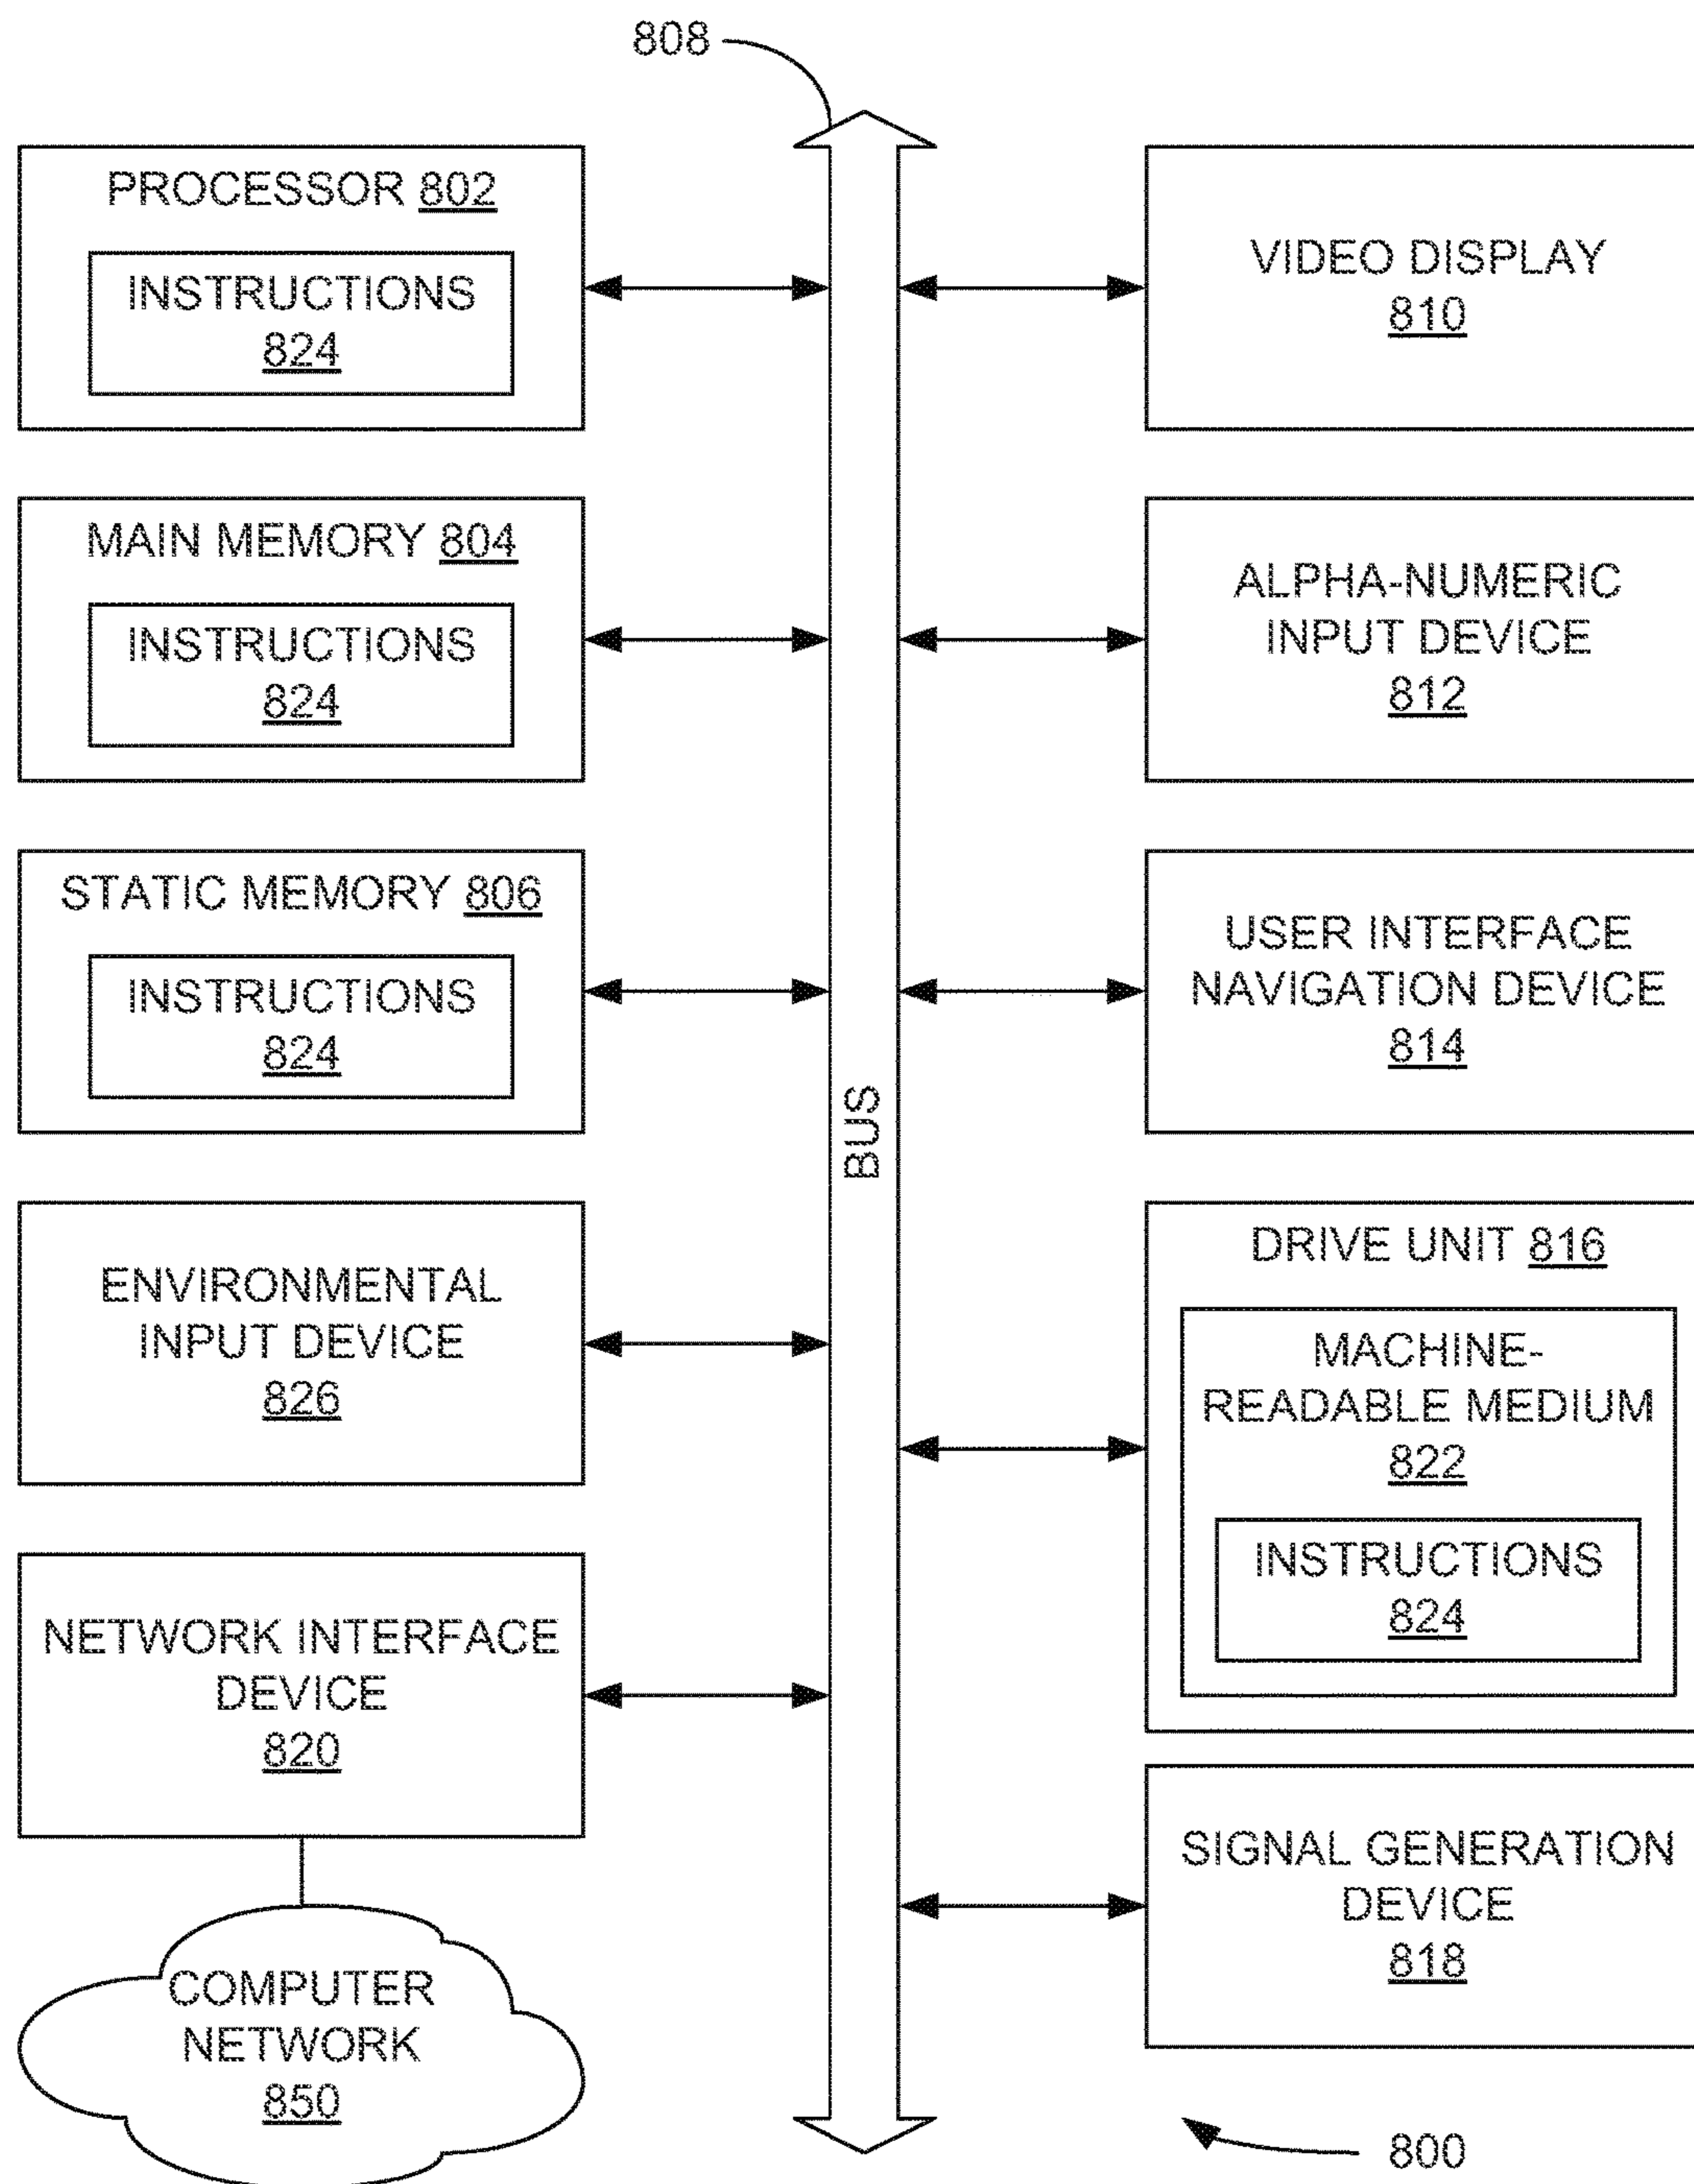 808
PROCESSOR 802
INSTRUCTIONS
824
MAIN MEMORY 804
INSTRUCTIONS
824
STATIC MEMORY 806
INSTRUCTIONS
824
ENVIRONMENTAL
INPUT DEVICE
826
NETWORK INTERFACE
DEVICE
820
COMPUTER
NETWORK
850
BUS
VIDEO DISPLAY
810
ALPHA-NUMERIC
INPUT DEVICE
812
USER INTERFACE
NAVIGATION DEVICE
814
DRIVE UNIT 816
MACHINE-
READABLE MEDIUM
822
INSTRUCTIONS
824
SIGNAL GENERATION
DEVICE
818
800